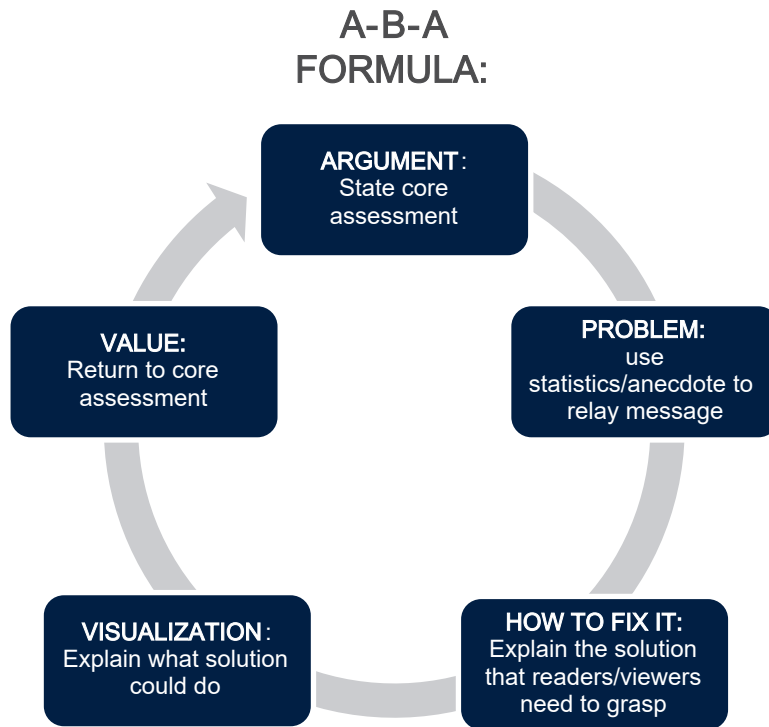 A-B-A
FORMULA:
ARGUMENT:
State core
assessment
PROBLEM:
use
statistics/anecdote to
relay message
HOW TO FIX IT:
Explain the solution
that readers/viewers
need to grasp
VISUALIZATION:
Explain what solution
could do
VALUE:
Return to core
assessment